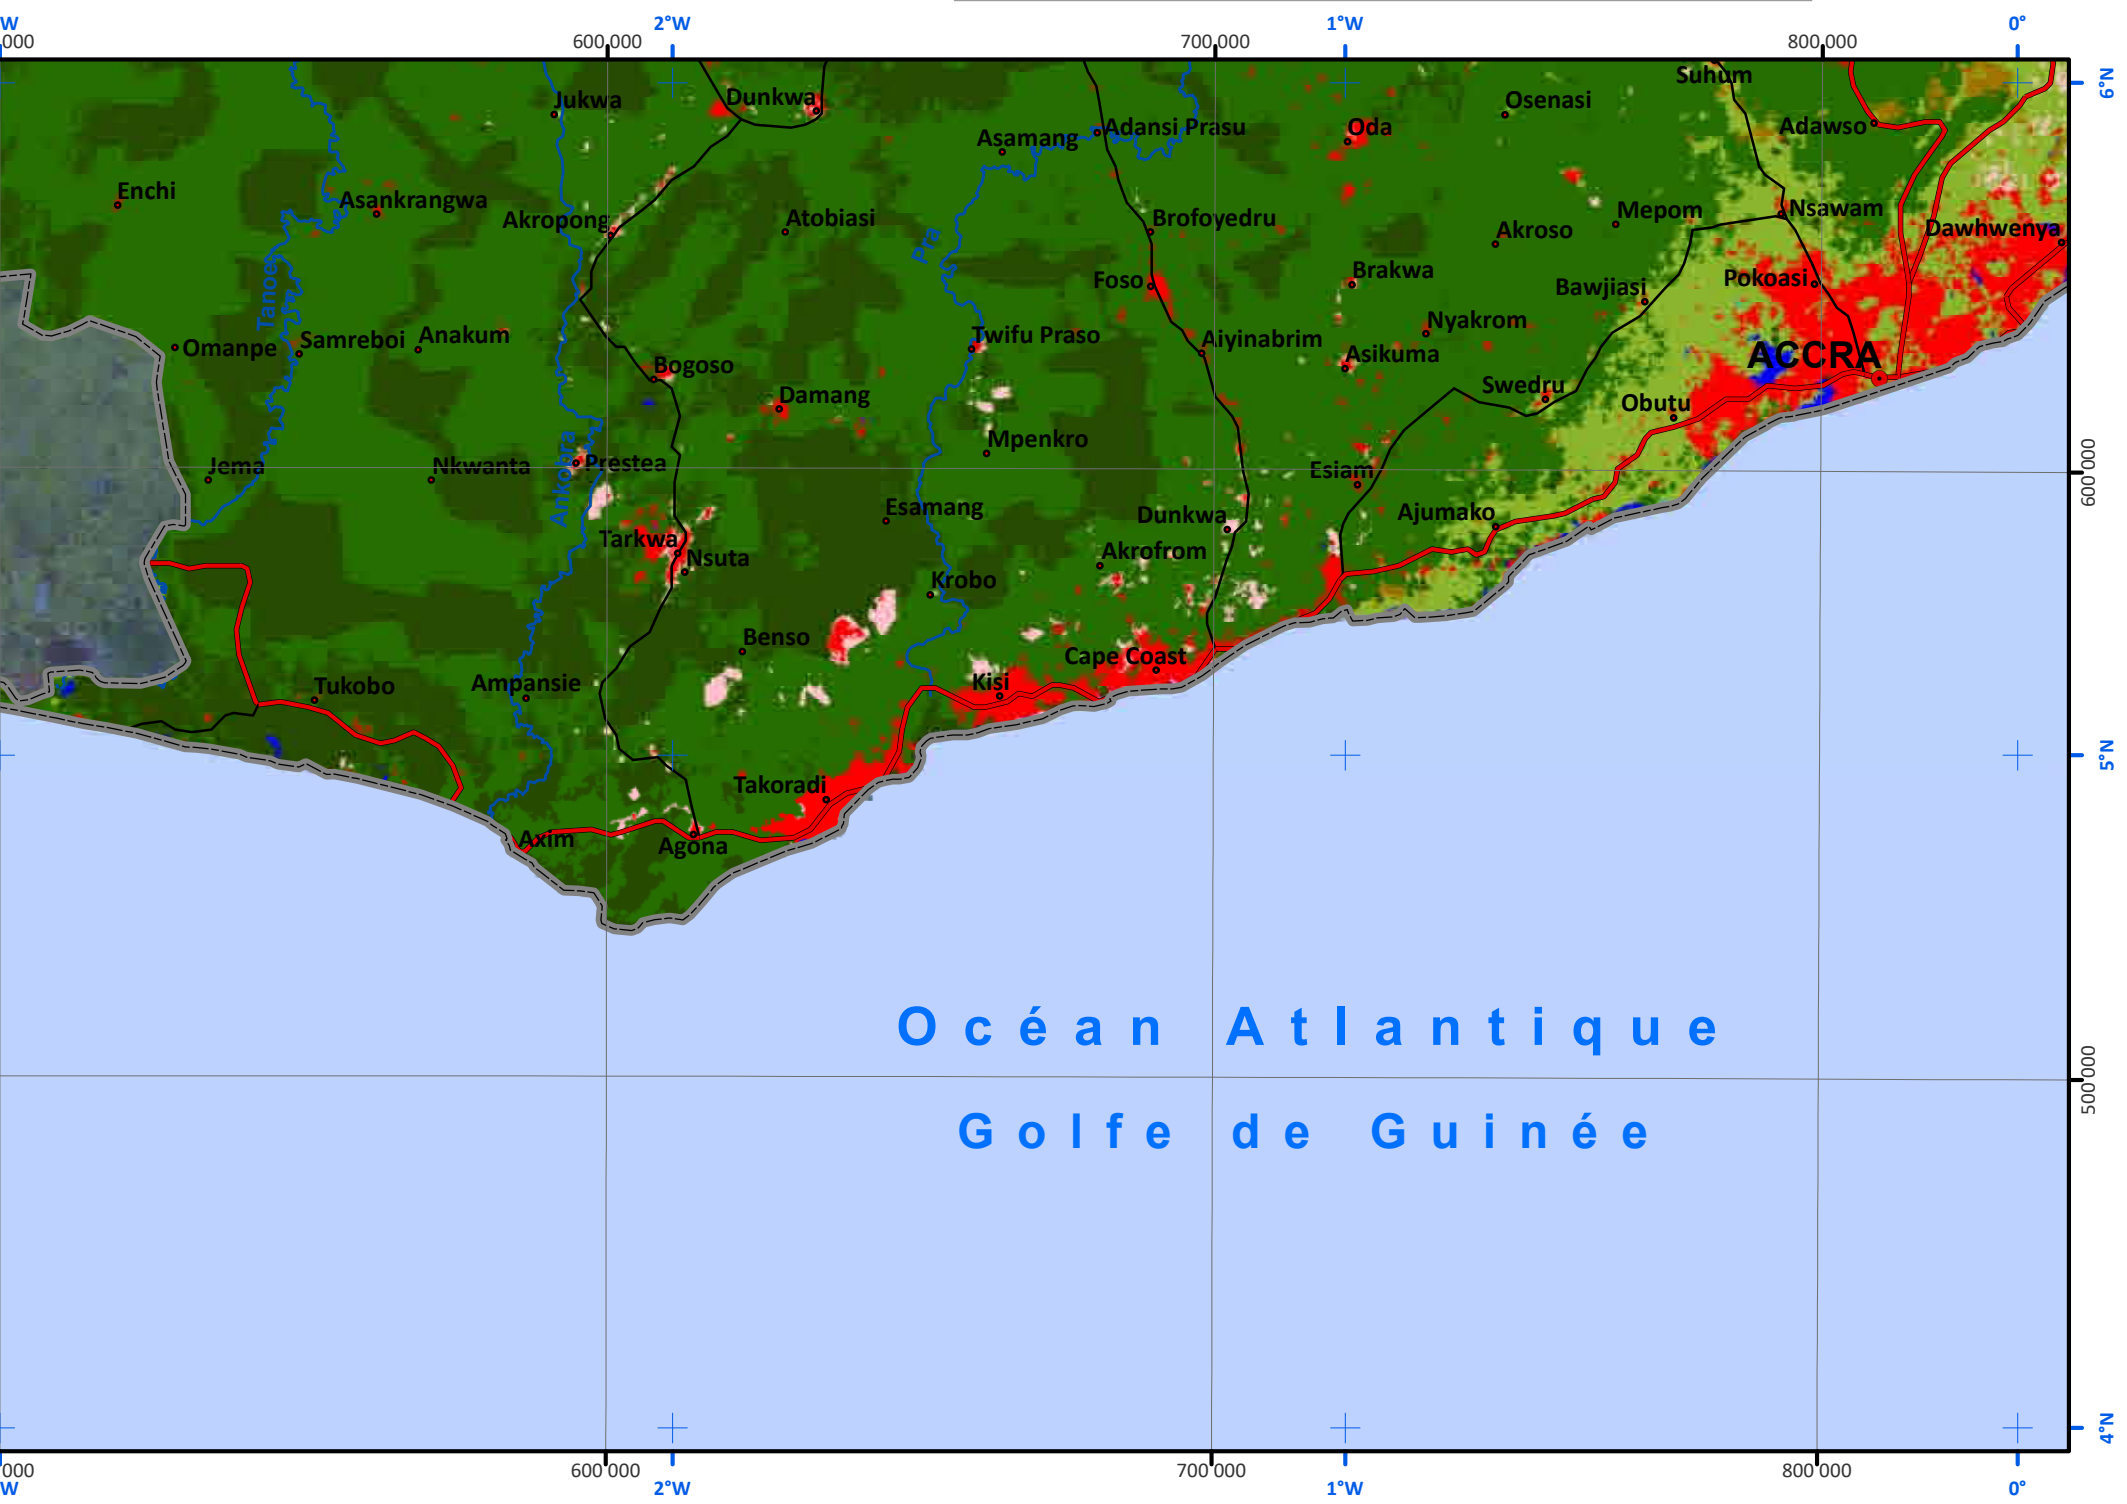 W 2°W 1°W 0°
000 600'000 700'000 800'000
6°N
Suhum
Jukwa
Dunkwa
Osenasi
Adansi Prasu
Oda
Adawso
Asamang
Enchi
Asankrangwa
Akropong
Atobiasi
Brofoyedru
Mepom
Nsawam
Akroso
Dawhwenya
Pra
Tanoe
Foso
Brakwa
Bawjiasi
Pokoasi
Omanpe
Samreboi
Anakum
Twifu Praso
Aiyinabrim
Nyakrom
Asikuma
ACCRA
Bogoso
Damang
Swedru
Obutu
Mpenkro
Jema
Nkwanta
Prestea
Esiam
600'000
Ankobra
Esamang
Dunkwa
Ajumako
Tarkwa
Nsuta
Akrofrom
Krobo
Benso
Cape Coast
Tukobo
Ampansie
Kisi
5°N
Takoradi
Axim
Agona
Océan Atlantique
500'000
Golfe de Guinée
4°N
000 600'000 700'000 800'000
W 2°W 1°W 0°